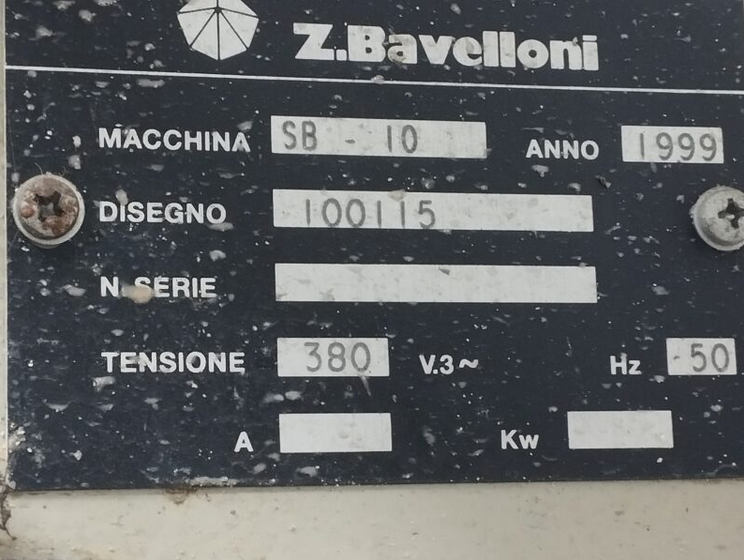 Z.Bavelloni
MACCHINA SB - 10 ANNO 1999
DISEGNO 100115
N. SERIE
TENSIONE 380 V.3~ Hz 50
A Kw